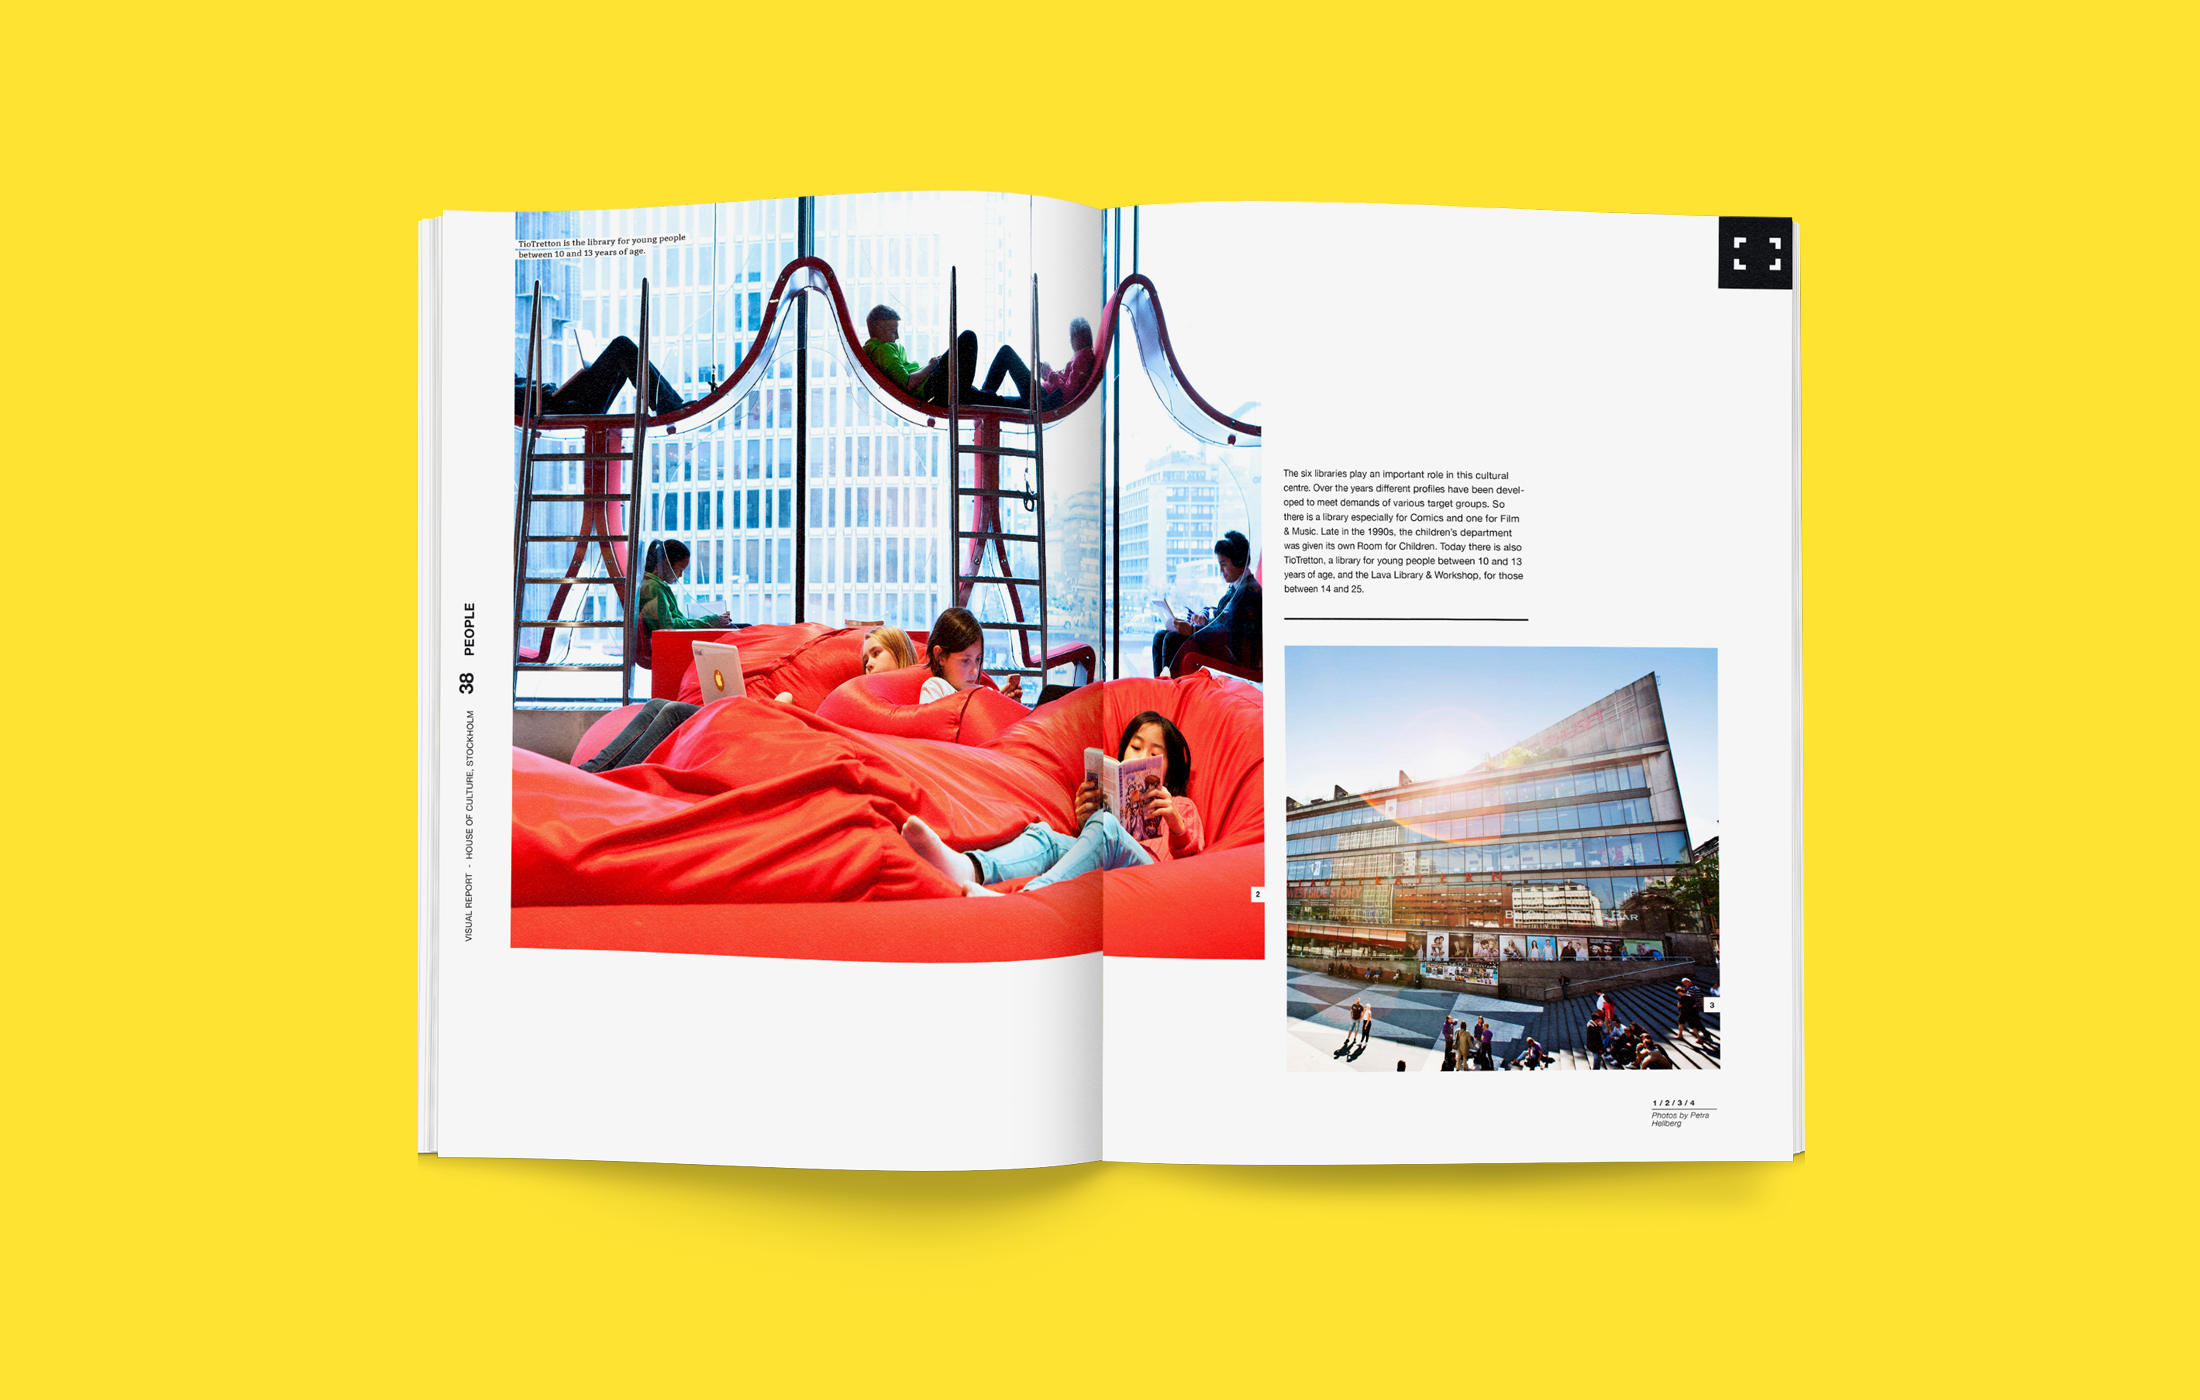 TioTretton is the library for young people
between 10 and 13 years of age.
VISUAL REPORT - HOUSE OF CULTURE, STOCKHOLM 38 PEOPLE
2
The six libraries play an important role in this cultural
centre. Over the years different profiles have been devel-
oped to meet demands of various target groups. So
there is a library especially for Comics and one for Film
& Music. Late in the 1990s, the children's department
was given its own Room for Children. Today there is also
TioTretton, a library for young people between 10 and 13
years of age, and the Lava Library & Workshop, for those
between 14 and 25.
BAR
3
1 / 2 / 3 / 4
Photos by Petra
Hellberg